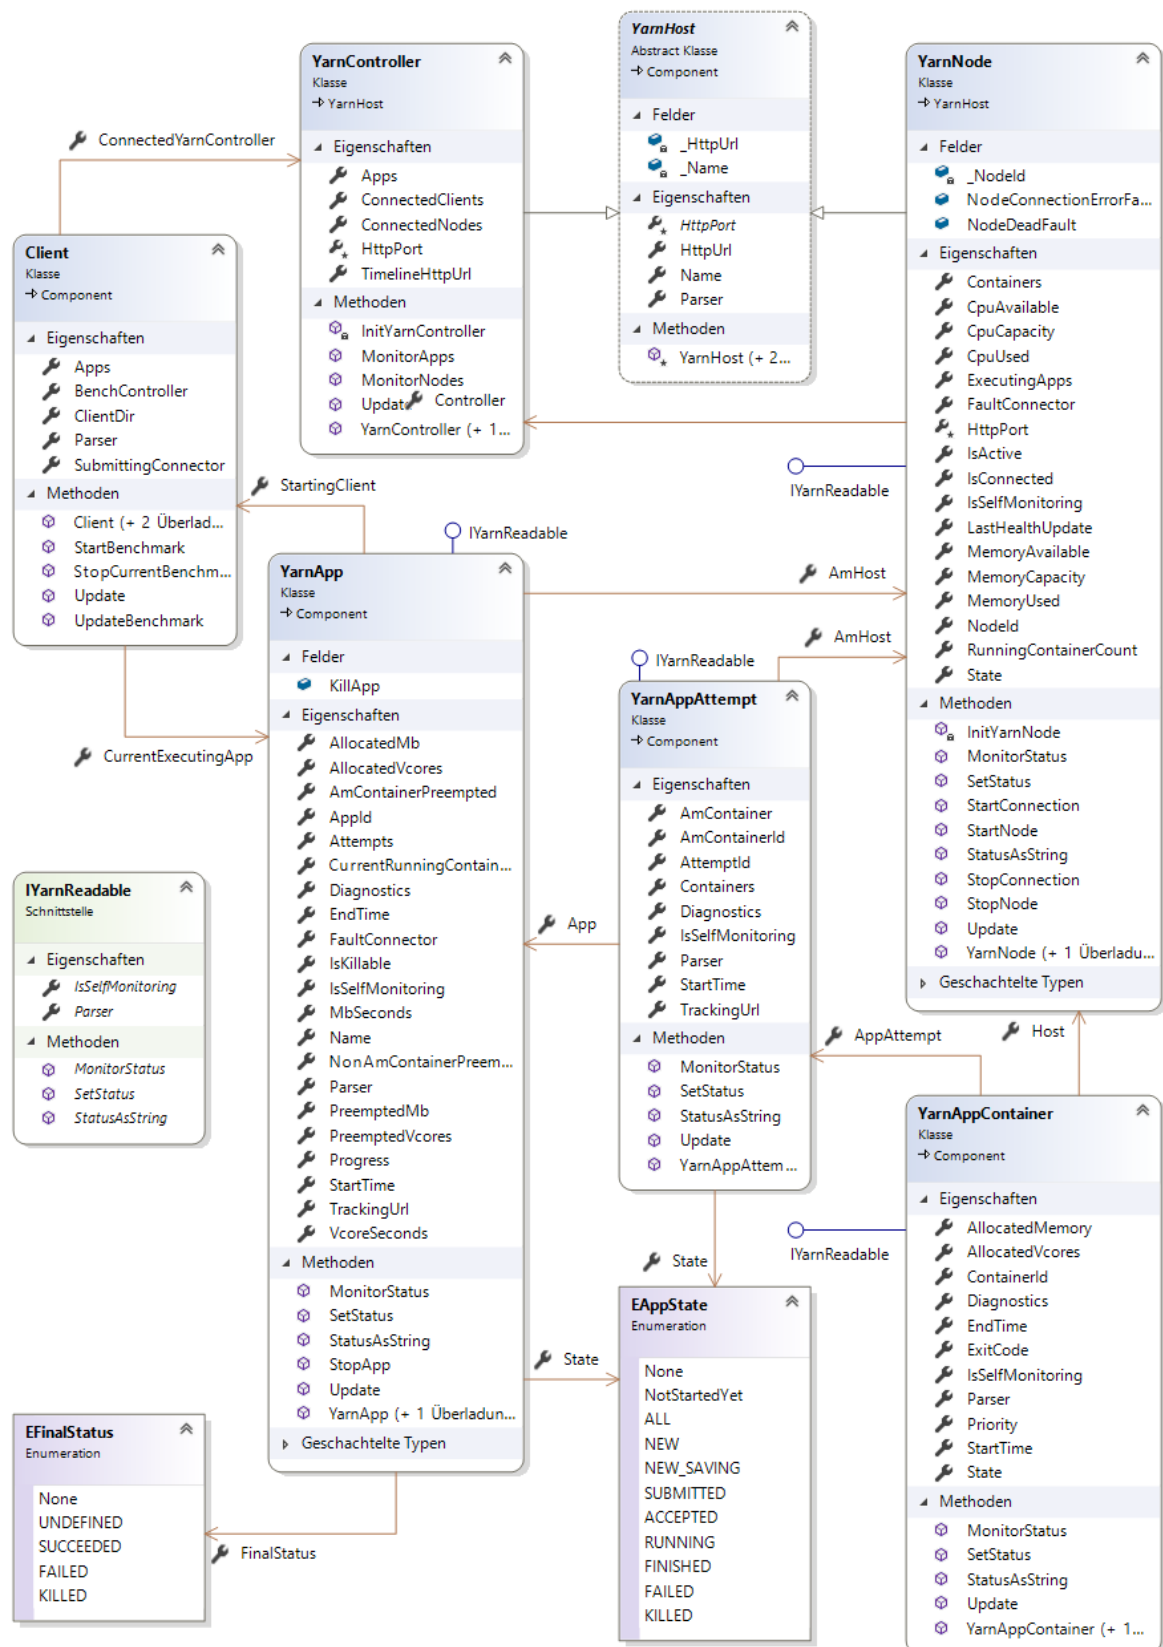 YarnHost
Abstract Klasse
Component
Felder
_HttpUrl
_Name
Eigenschaften
HttpPort
HttpUrl
Name
Parser
Methoden
YarnHost (+ 2...
YarnController
Klasse
YarnHost
Eigenschaften
Apps
ConnectedClients
ConnectedNodes
HttpPort
TimelineHttpUrl
Methoden
InitYarnController
MonitorApps
MonitorNodes
Update
YarnController (+ 1...
Controller
ConnectedYarnController
YarnNode
Klasse
YarnHost
Felder
_NodeId
NodeConnectionErrorFa...
NodeDeadFault
Eigenschaften
Containers
CpuAvailable
CpuCapacity
CpuUsed
ExecutingApps
FaultConnector
HttpPort
IsActive
IsConnected
IsSelfMonitoring
LastHealthUpdate
MemoryAvailable
MemoryCapacity
MemoryUsed
NodeId
RunningContainerCount
State
Methoden
InitYarnNode
MonitorStatus
SetStatus
StartConnection
StartNode
StatusAsString
StopConnection
StopNode
Update
YarnNode (+ 1 Überladu...
Geschachtelte Typen
IYarnReadable
Client
Klasse
Component
Eigenschaften
Apps
BenchController
ClientDir
Parser
SubmittingConnector
Methoden
Client (+ 2 Überlad...
StartBenchmark
StopCurrentBenchm...
Update
UpdateBenchmark
StartingClient
IYarnReadable
CurrentExecutingApp
YarnApp
Klasse
Component
Felder
KillApp
Eigenschaften
AllocatedMb
AllocatedVcores
AmContainerPreempted
AppId
Attempts
CurrentRunningContain...
Diagnostics
EndTime
FaultConnector
IsKillable
IsSelfMonitoring
MbSeconds
Name
NonAmContainerPreem...
Parser
PreemptedMb
PreemptedVcores
Progress
StartTime
TrackingUrl
VcoreSeconds
Methoden
MonitorStatus
SetStatus
StatusAsString
StopApp
Update
YarnApp (+ 1 Überladun...
Geschachtelte Typen
AmHost
AmHost
IYarnReadable
YarnAppAttempt
Klasse
Component
Eigenschaften
AmContainer
AmContainerId
AttemptId
Containers
Diagnostics
IsSelfMonitoring
Parser
StartTime
TrackingUrl
Methoden
MonitorStatus
SetStatus
StatusAsString
Update
YarnAppAttem...
App
AppAttempt
Host
IYarnReadable
Schnittstelle
Eigenschaften
IsSelfMonitoring
Parser
Methoden
MonitorStatus
SetStatus
StatusAsString
YarnAppContainer
Klasse
Component
Eigenschaften
AllocatedMemory
AllocatedVcores
ContainerId
Diagnostics
EndTime
ExitCode
IsSelfMonitoring
Parser
Priority
StartTime
State
Methoden
MonitorStatus
SetStatus
StatusAsString
Update
YarnAppContainer (+ 1...
IYarnReadable
State
State
EAppState
Enumeration
None
NotStartedYet
ALL
NEW
NEW_SAVING
SUBMITTED
ACCEPTED
RUNNING
FINISHED
FAILED
KILLED
EFinalStatus
Enumeration
None
UNDEFINED
SUCCEEDED
FAILED
KILLED
FinalStatus